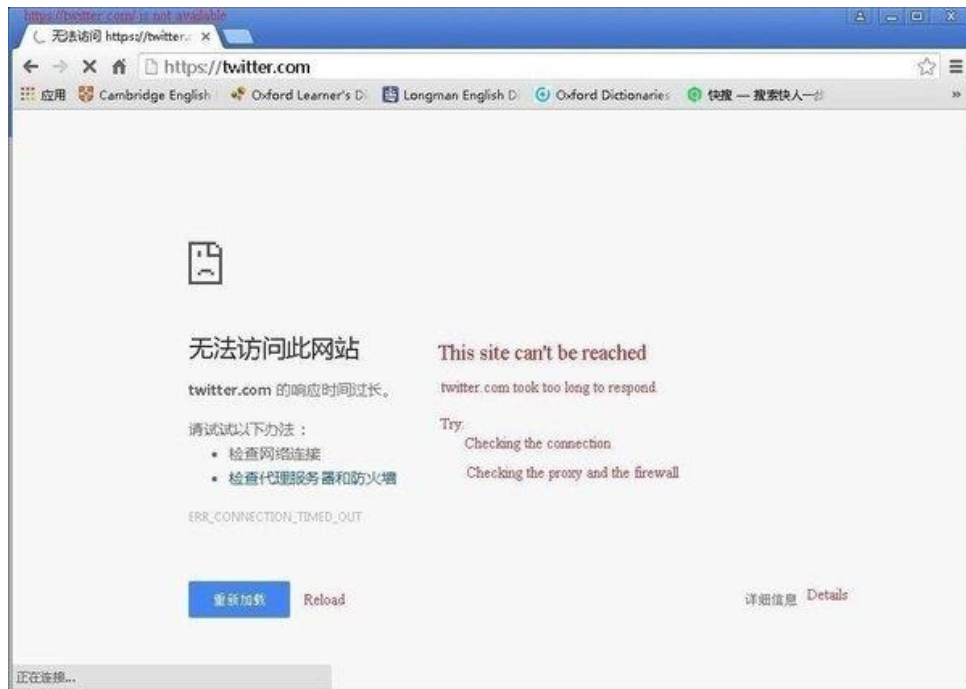 https://twitter.com/ is not available
无法访问 https://twitter.c
https://twitter.com
应用 Cambridge English Oxford Learner's Di Longman English D Oxford Dictionaries 快搜 — 搜索快人一步 »
无法访问此网站 This site can't be reached
twitter.com 的响应时间过长。 twitter.com took too long to respond
请试试以下办法： Try:
• 检查网络连接 Checking the connection
• 检查代理服务器和防火墙 Checking the proxy and the firewall
ERR_CONNECTION_TIMED_OUT
重新加载 Reload 详细信息 Details
正在连接...